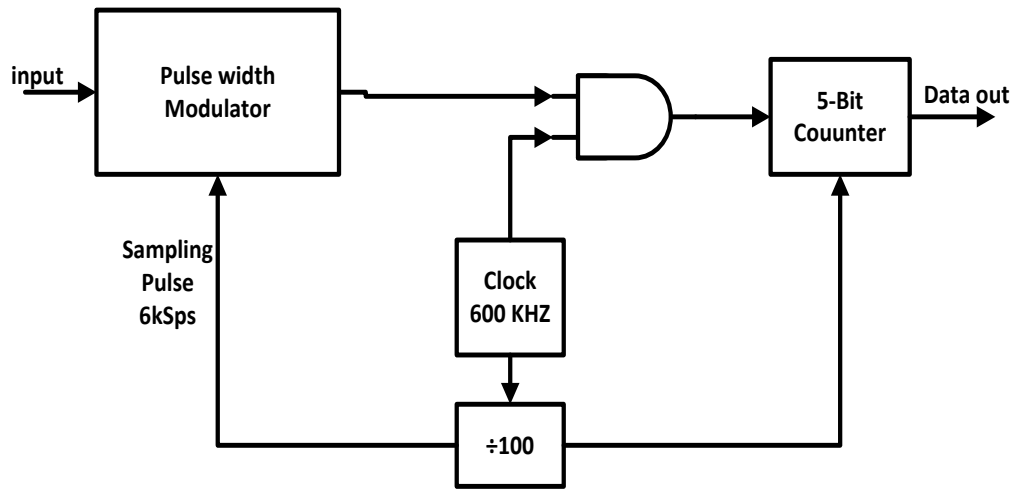 input
Pulse width
Modulator
5-Bit
Couunter
Data out
Sampling
Pulse
6kSps
Clock
600 KHZ
÷100